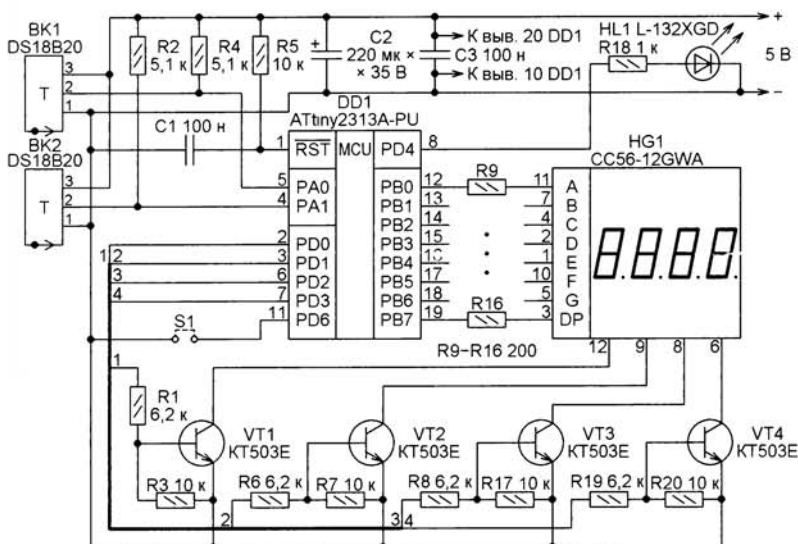 BK1
DS18B20
3
T 2
1
BK2
DS18B20
3
T 2
1
R2
5,1 к
R4
5,1 к
R5
10 к
+ C2
220 мк ×
× 35 В
К выв. 20 DD1
C3 100 н
К выв. 10 DD1
HL1 L-132XGD
R18 1 к
+
5 В
−
C1 100 н
DD1
ATtiny2313A-PU
1 RST MCU PD4 8
5 PA0 PB0 12
4 PA1 PB1 13
PB2 14
2 PD0 PB3 15
3 PD1 PB4
6 PD2 PB5 17
7 PD3 PB6 18
11 PD6 PB7 19
1 2
3
4
S1
R9
R16
R9–R16 200
HG1
CC56-12GWA
11 A
7 B
4 C
2 D
1 E
10 F
5 G
3 DP
8.8.8.8.
12 9 8 6
1
R1
6,2 к
VT1
КТ503Е
VT2
КТ503Е
VT3
КТ503Е
VT4
КТ503Е
R3 10 к
R6 6,2 к
R7 10 к
R8 6,2 к
R17 10 к
R19 6,2 к
R20 10 к
2 3 4